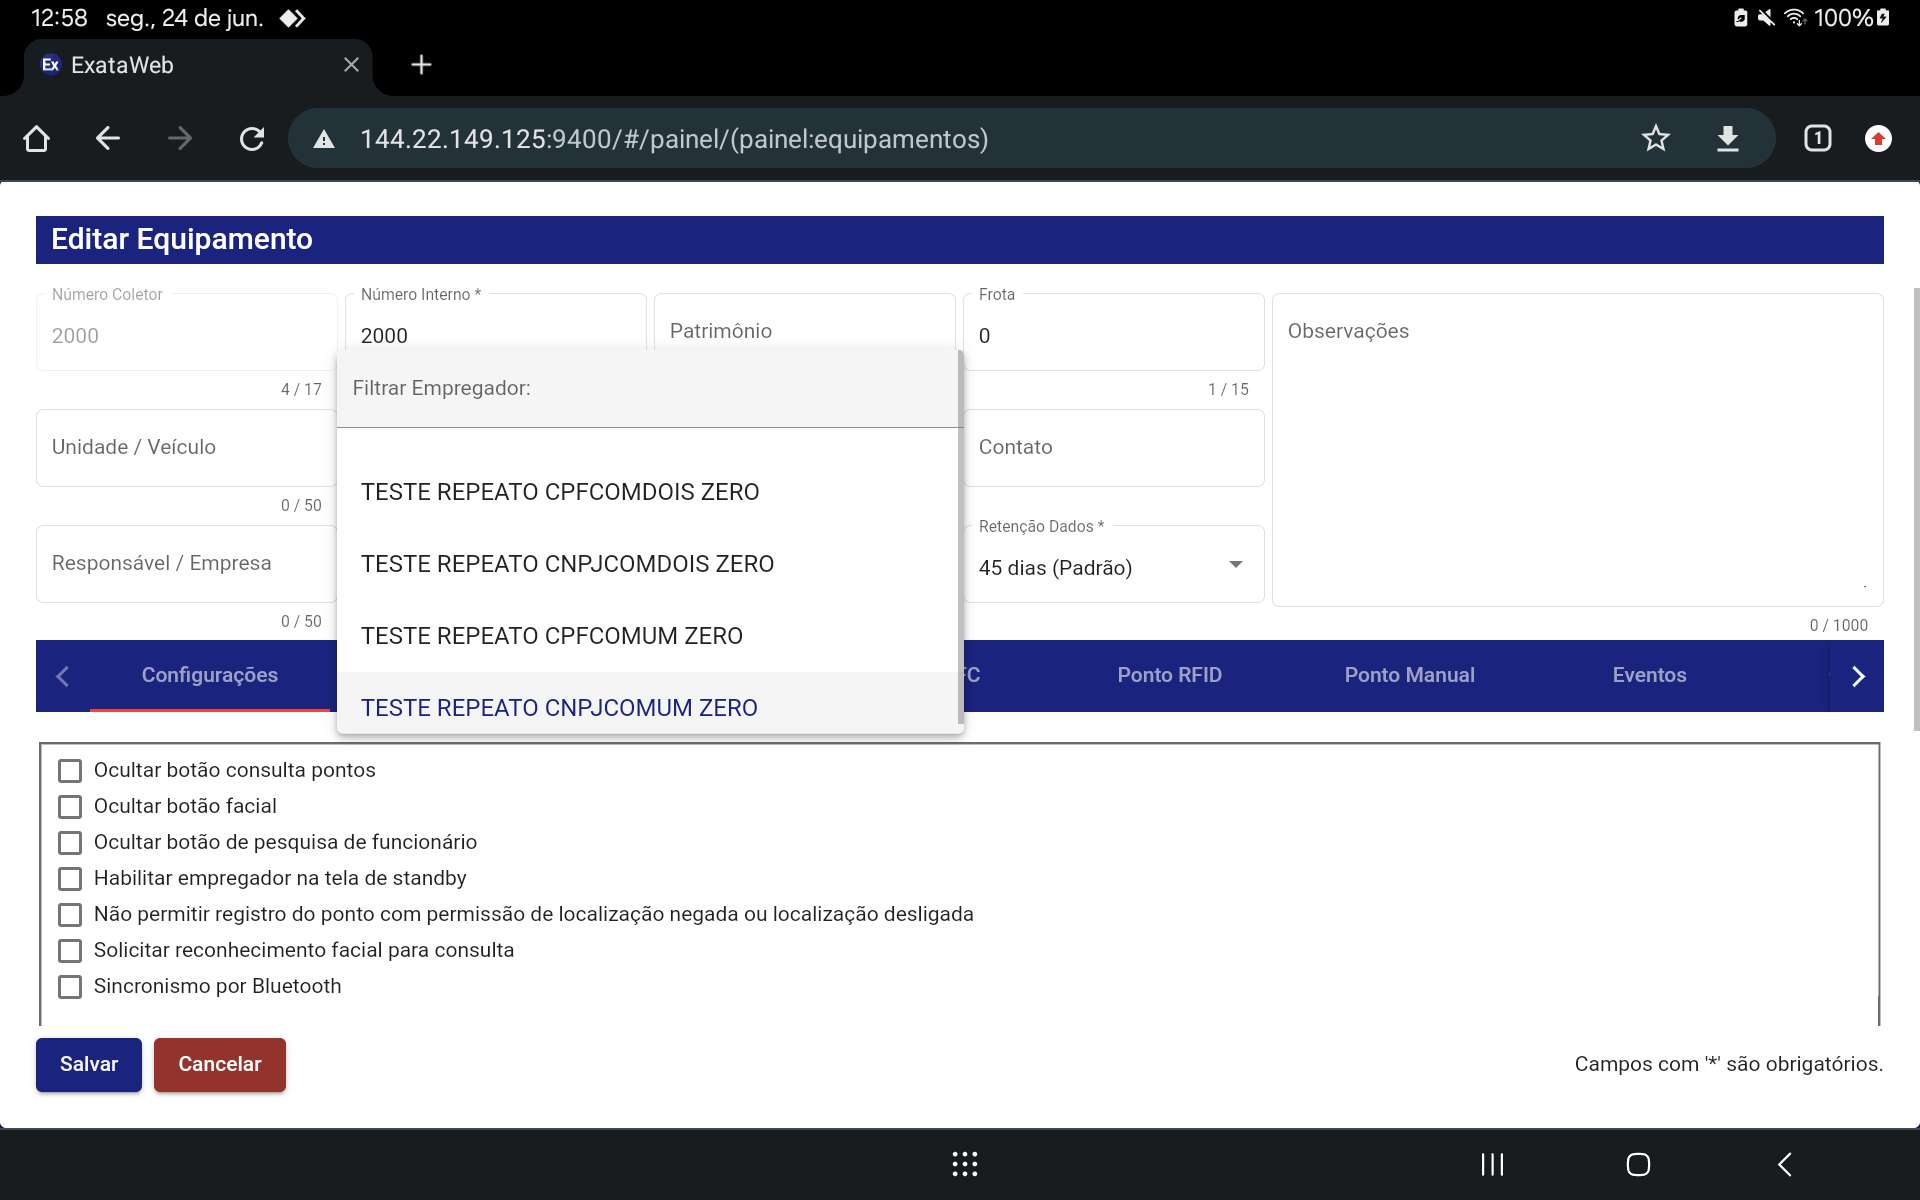 12:58 seg., 24 de jun. 100%
Ex ExataWeb
144.22.149.125:9400/#/painel/(painel:equipamentos) 1
Editar Equipamento
Número Coletor Número Interno * Frota
2000 2000 Patrimônio 0 Observações
4 / 17 Filtrar Empregador: 1 / 15
Unidade / Veículo Contato
0 / 50 TESTE REPEATO CPFCOMDOIS ZERO
Retenção Dados *
Responsável / Empresa TESTE REPEATO CNPJCOMDOIS ZERO 45 dias (Padrão)
0 / 50 TESTE REPEATO CPFCOMUM ZERO 0 / 1000
Configurações FC Ponto RFID Ponto Manual Eventos
TESTE REPEATO CNPJCOMUM ZERO
Ocultar botão consulta pontos
Ocultar botão facial
Ocultar botão de pesquisa de funcionário
Habilitar empregador na tela de standby
Não permitir registro do ponto com permissão de localização negada ou localização desligada
Solicitar reconhecimento facial para consulta
Sincronismo por Bluetooth
Salvar Cancelar Campos com '*' são obrigatórios.